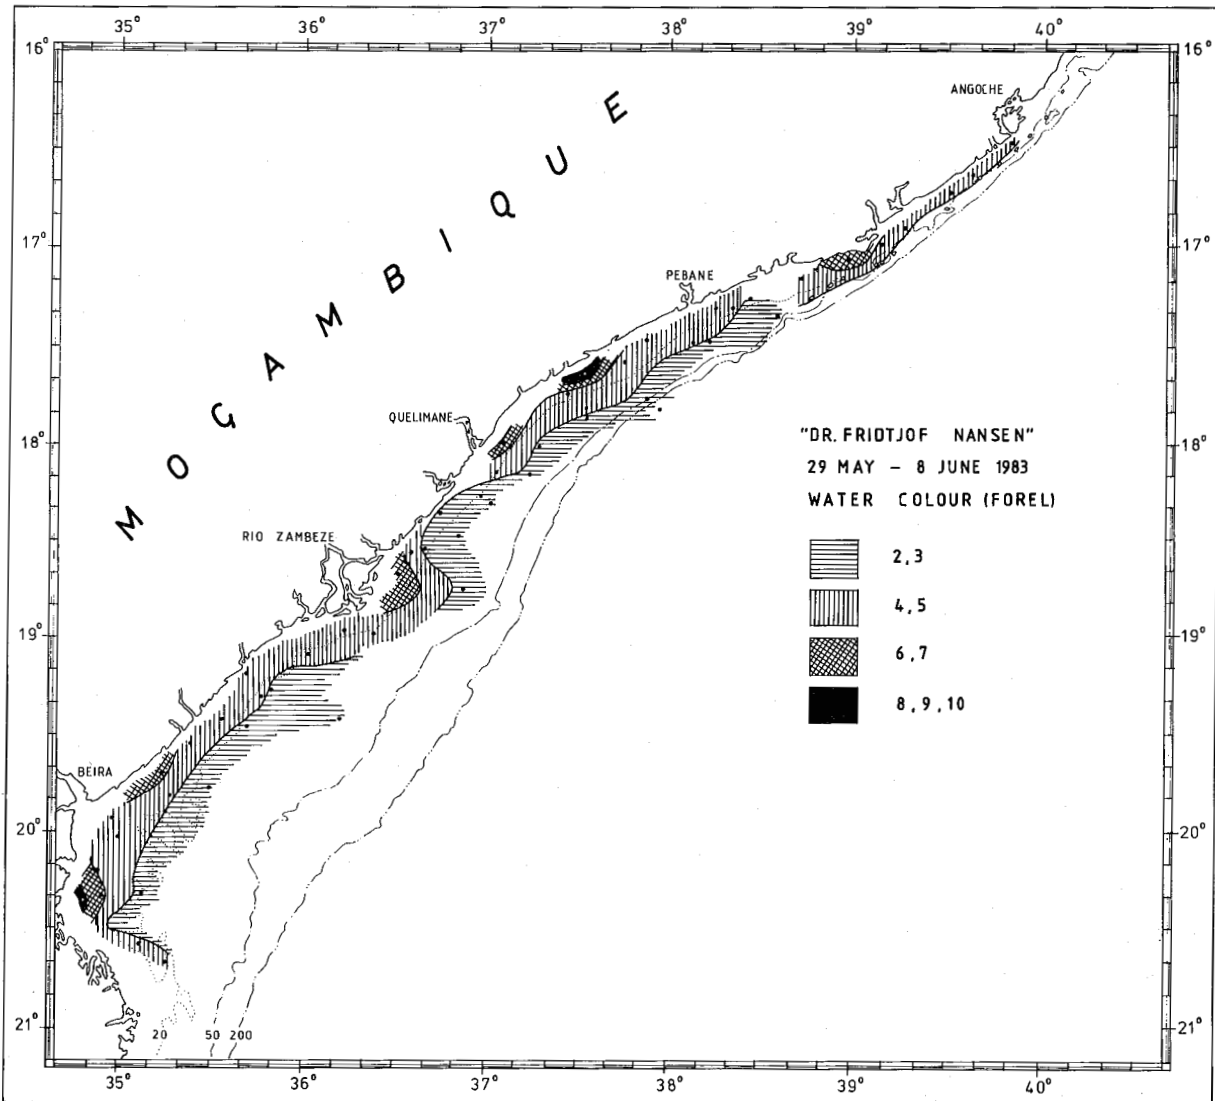 35° 36° 37° 38° 39° 40°
16° 16°
ANGOCHE
MOÇAMBIQUE
17° 17°
PEBANE
QUELIMANE
18° 18°
"DR. FRIDTJOF NANSEN"
29 MAY – 8 JUNE 1983
WATER COLOUR (FOREL)
RIO ZAMBEZE
2,3
4,5
19° 19°
6,7
8,9,10
BEIRA
20° 20°
21° 21°
20 50 200
35° 36° 37° 38° 39° 40°